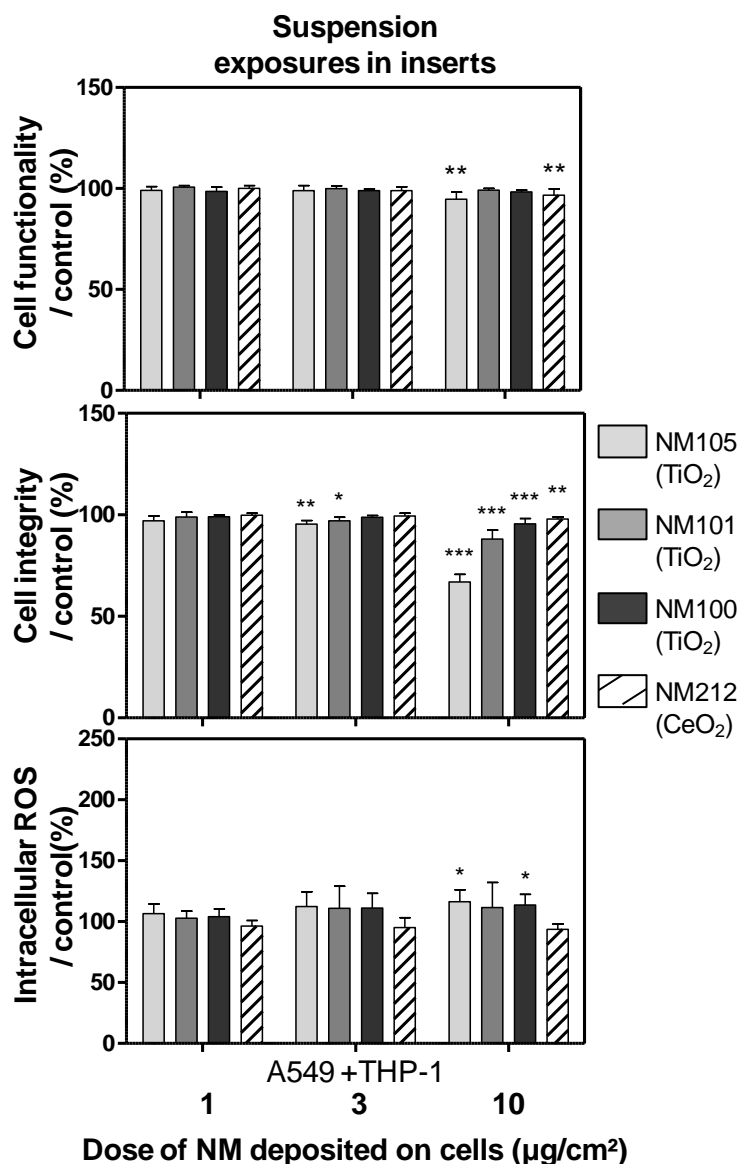 Suspension
exposures in inserts
Cell functionality
/ control (%)
150
100
50
0
** **
Cell integrity
/ control (%)
150
100
50
0
** * *** *** *** **
NM105
(TiO₂)
NM101
(TiO₂)
NM100
(TiO₂)
NM212
(CeO₂)
Intracellular ROS
/ control(%)
250
200
150
100
50
0
* *
A549 +THP-1
1 3 10
Dose of NM deposited on cells (µg/cm²)